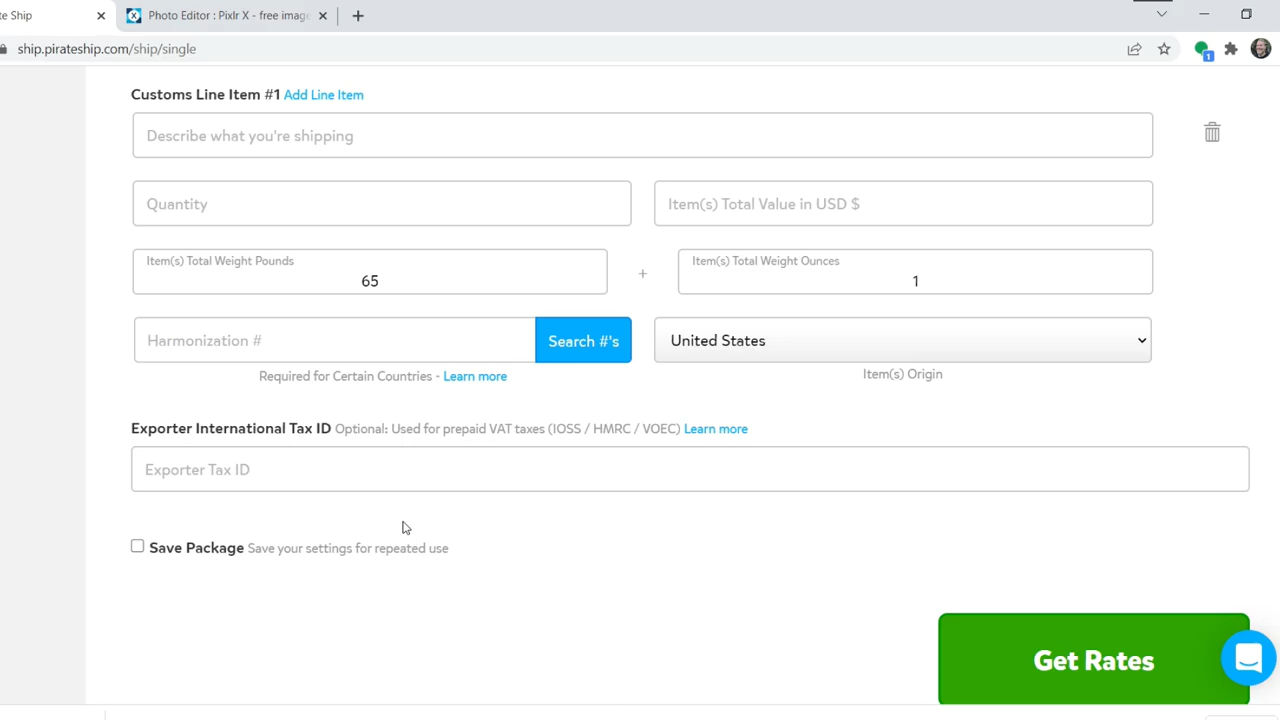 te Ship
Photo Editor : Pixlr X - free image
ship.pirateship.com/ship/single
1
Customs Line Item #1 Add Line Item
Describe what you're shipping
Quantity
Item(s) Total Value in USD $
Item(s) Total Weight Pounds
65
+
Item(s) Total Weight Ounces
1
Harmonization #
Search #'s
United States
Required for Certain Countries - Learn more
Item(s) Origin
Exporter International Tax ID Optional: Used for prepaid VAT taxes (IOSS / HMRC / VOEC) Learn more
Exporter Tax ID
Save Package Save your settings for repeated use
Get Rates